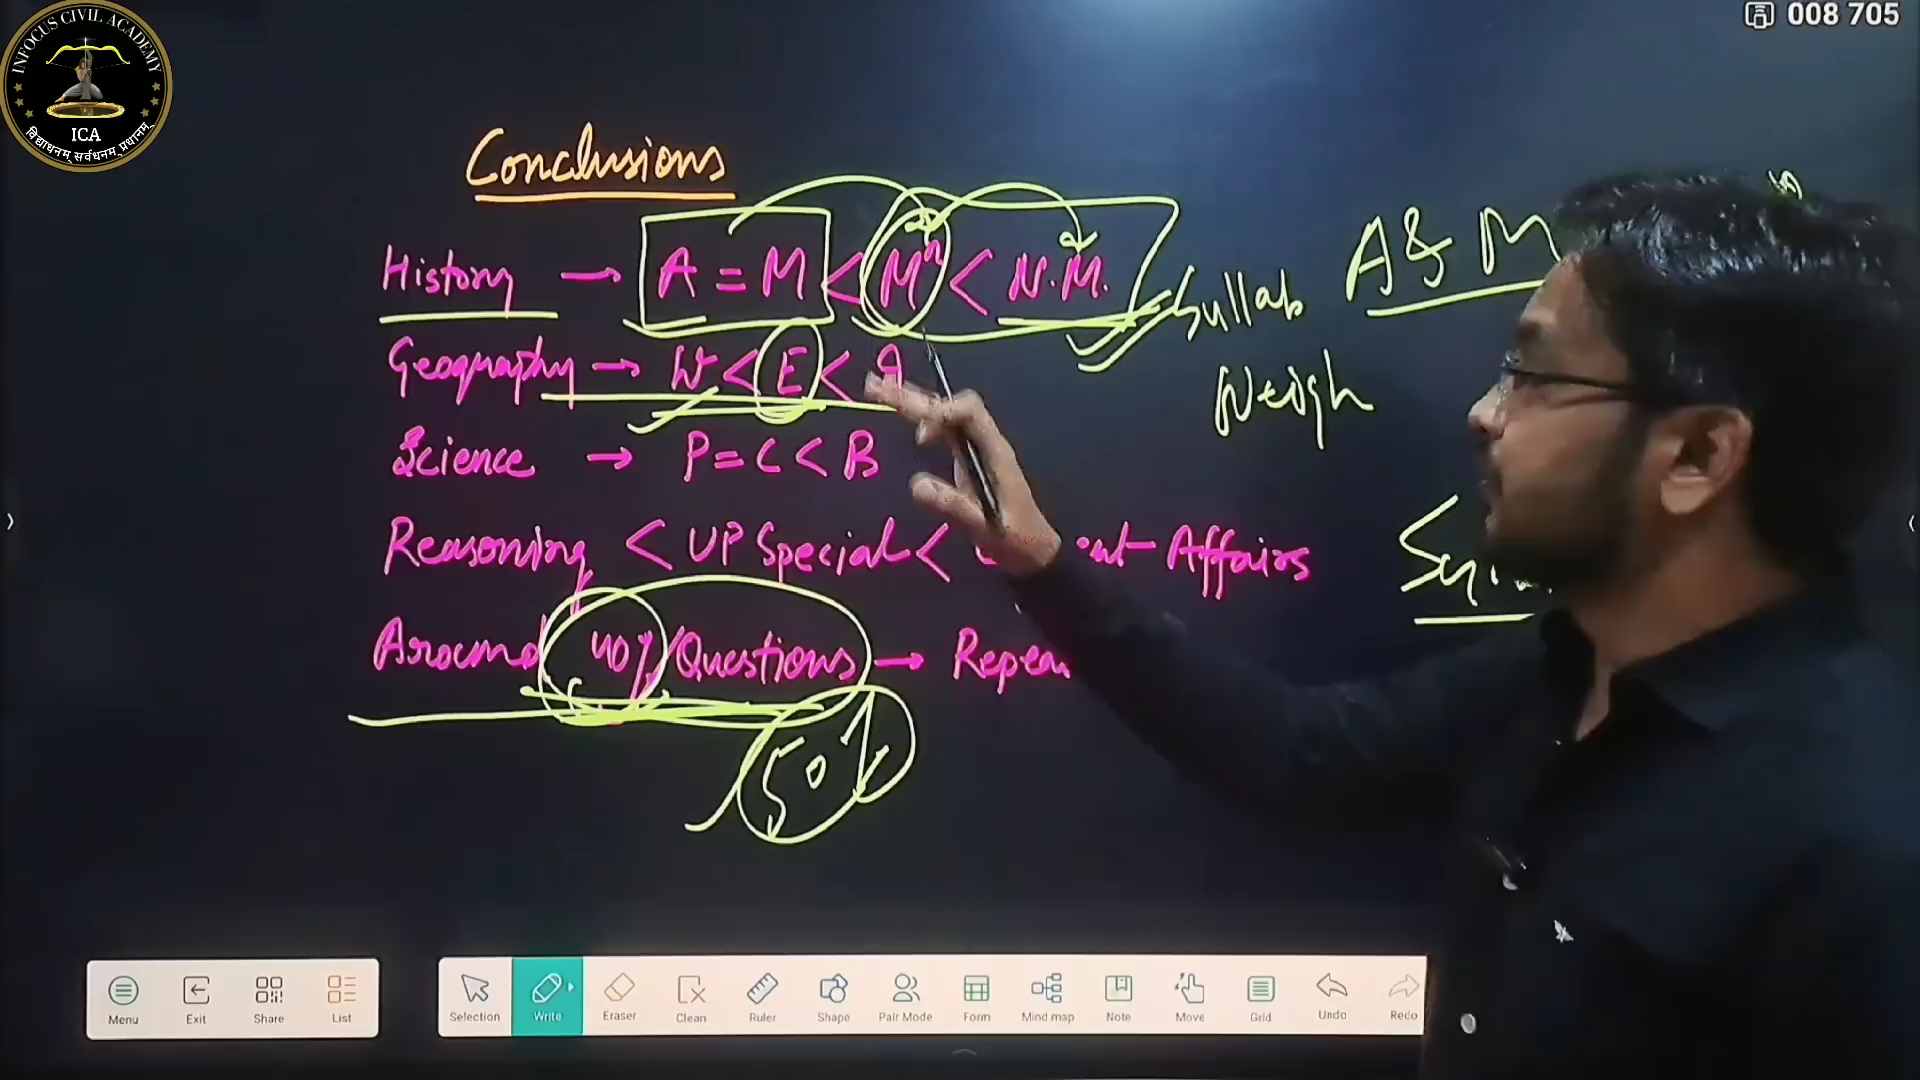 INFOCUS CIVIL ACADEMY
ICA
विद्याधनम् सर्वधनम् प्रधानम्
008 705
Conclusions
History → A = M < Mⁿ < N.M.
Sullab
A & M
Geography → W < E <
Weigh
Science → P = C < B
Reasoning < UP Special < Affairs
Around 40% Questions →
50%
Menu Exit Share List Selection Write Eraser Clean Ruler Shape Pair Mode Form Mind map Note Move Grid Undo Redo